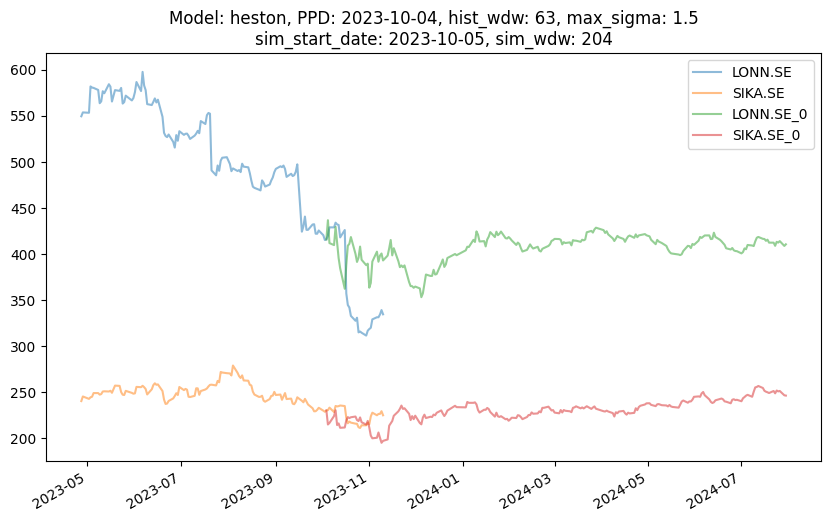 Model: heston, PPD: 2023-10-04, hist_wdw: 63, max_sigma: 1.5
sim_start_date: 2023-10-05, sim_wdw: 204
LONN.SE
SIKA.SE
LONN.SE_0
SIKA.SE_0
600
550
500
450
400
350
300
250
200
2023-05
2023-07
2023-09
2023-11
2024-01
2024-03
2024-05
2024-07